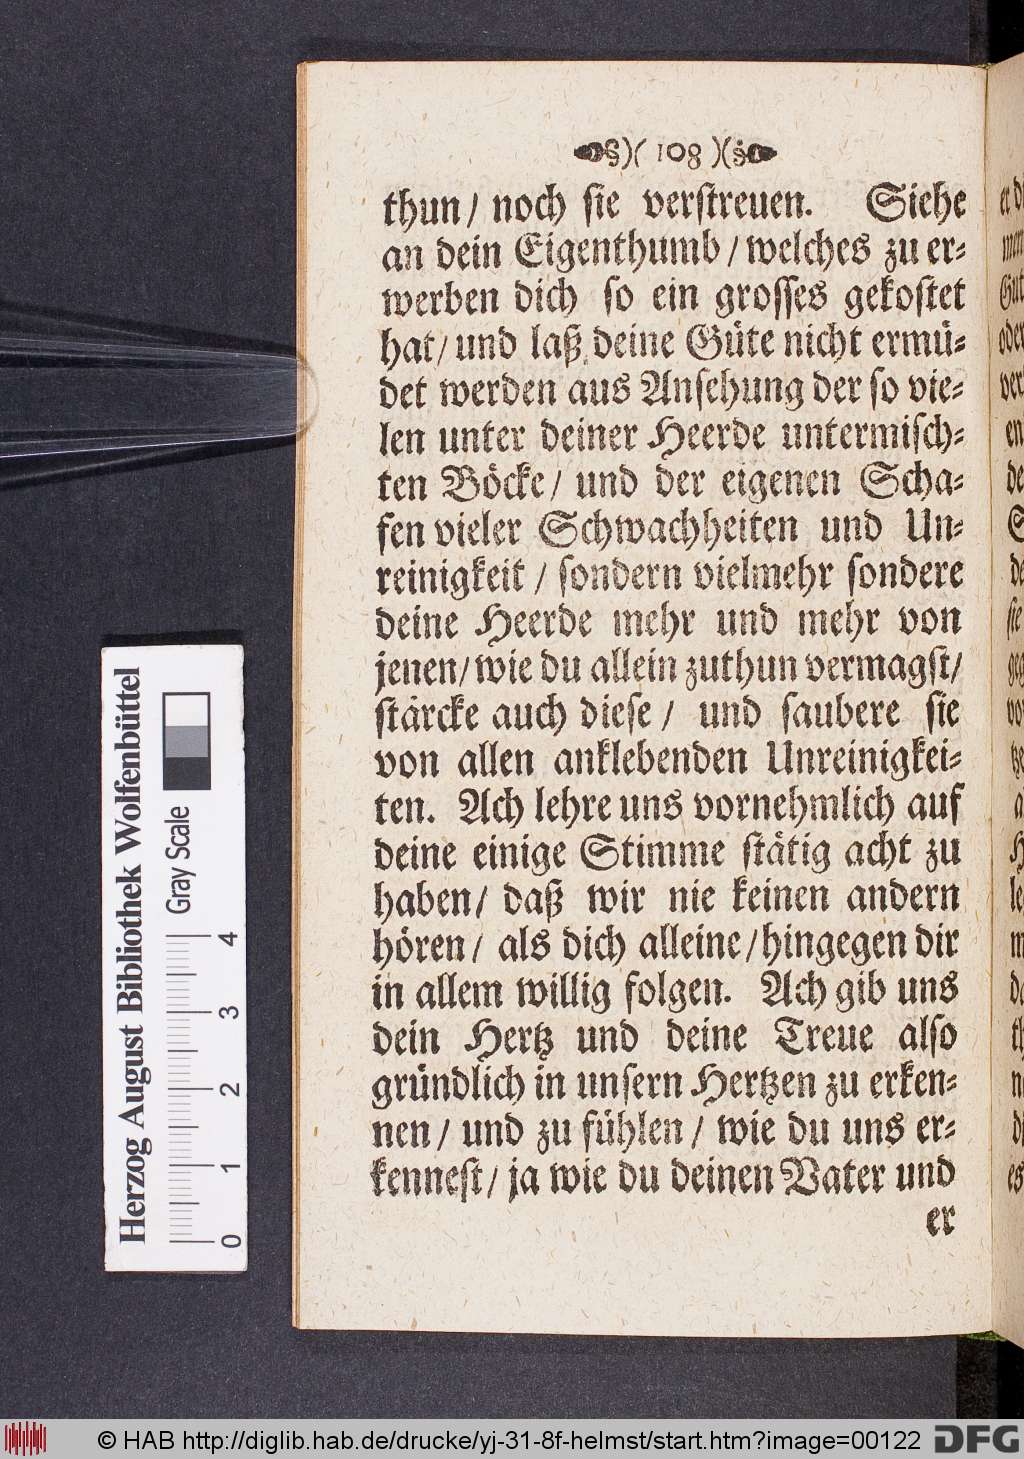 §)( 108 )(§
thun/ noch sie verstreuen. Siehe
an dein Eigenthumb/ welches zu er-
werben dich so ein grosses gekostet
hat/ und laß deine Güte nicht ermü-
det werden aus Ansehung der so vie-
len unter deiner Heerde untermisch-
ten Böcke/ und der eigenen Scha-
fen vieler Schwachheiten und Un-
reinigkeit / sondern vielmehr sondere
deine Heerde mehr und mehr von
jenen/ wie du allein zuthun vermagst/
stärcke auch diese / und saubere sie
von allen anklebenden Unreinigkei-
ten. Ach lehre uns vornehmlich auf
deine einige Stimme stätig acht zu
haben/ daß wir nie keinen andern
hören/ als dich alleine/ hingegen dir
in allem willig folgen. Ach gib uns
dein Hertz und deine Treue also
gründlich in unsern Hertzen zu erken-
nen / und zu fühlen / wie du uns er-
kennest/ ja wie du deinen Vater und
er
Herzog August Bibliothek Wolfenbüttel
Gray Scale
0 1 2 3 4
© HAB http://diglib.hab.de/drucke/yj-31-8f-helmst/start.htm?image=00122
DFG